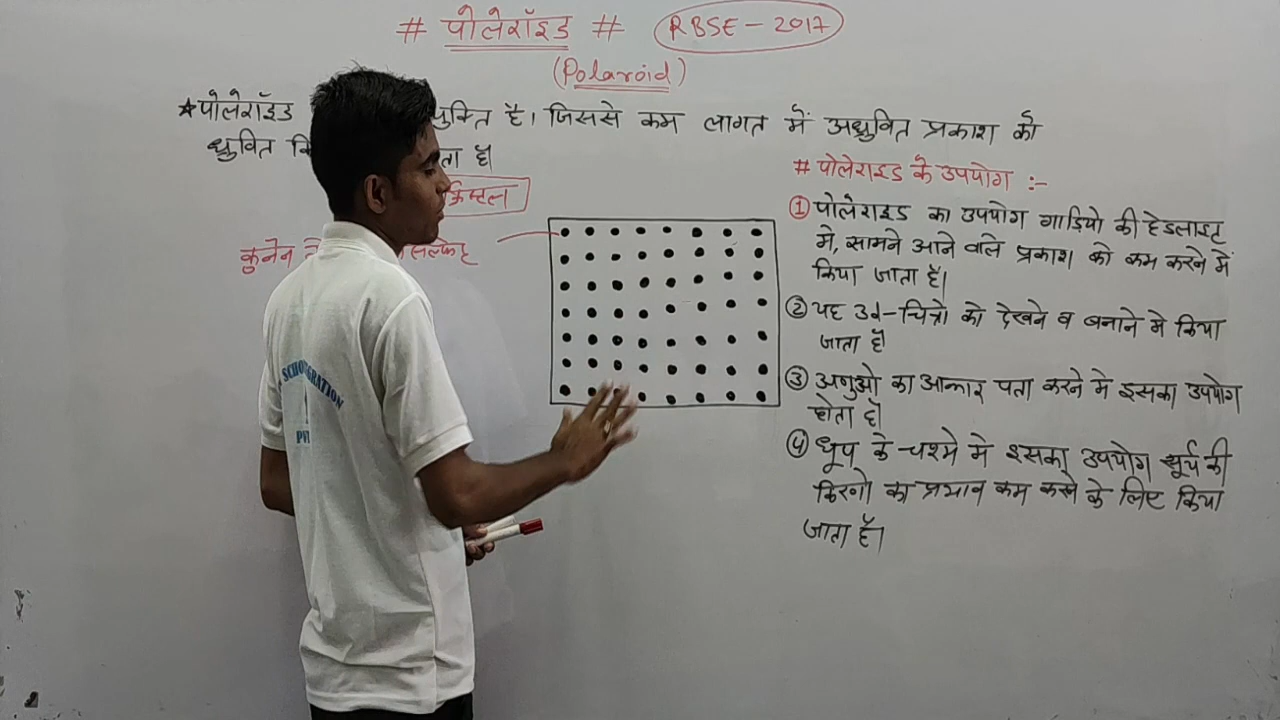 # पोलेरॉइड # RBSE-2017
(Polaroid)
★पोलेरॉइड युक्ति है। जिससे कम लागत में अध्रुवित प्रकाश को
ध्रुवित ता है।
क्रिस्टल
कुनेन
# पोलेराइड के उपयोग :-
① पोलेराइड का उपयोग गाडियो की हेडलाइट
मे, सामने आने वाले प्रकाश को कम करने में
किया जाता है।
② यह 3d-चित्रो को देखने व बनाने मे किया
जाता है।
③ अणुओ का आकार पता करने मे इसका उपयोग
होता है।
④ धूप के चश्मे मे इसका उपयोग सूर्य की
किरणो का प्रभाव कम करने के लिए किया
जाता है।